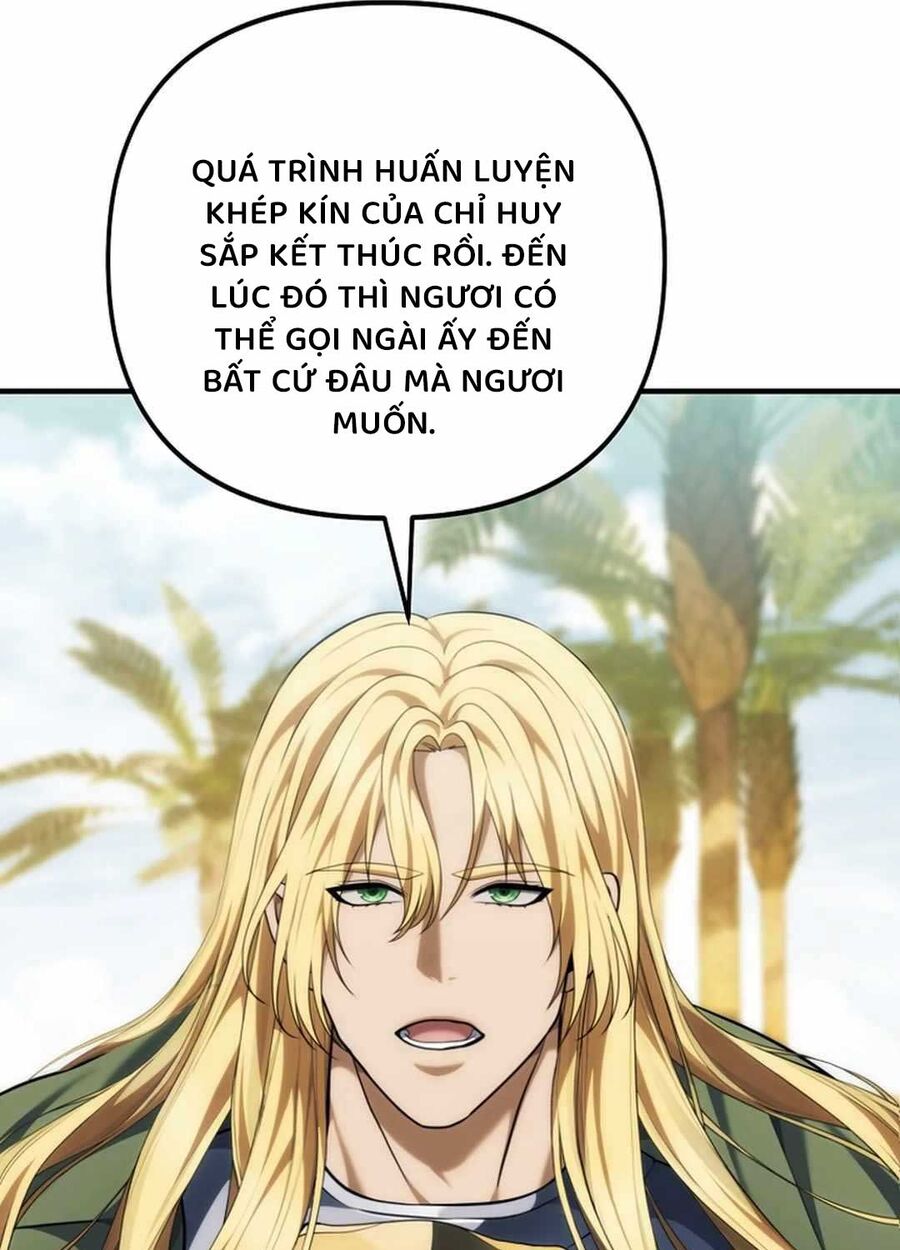 QUÁ TRÌNH HUẤN LUYỆN
KHÉP KÍN CỦA CHỈ HUY
SẮP KẾT THÚC RỒI. ĐẾN
LÚC ĐÓ THÌ NGƯƠI CÓ
THỂ GỌI NGÀI ẤY ĐẾN
BẤT CỨ ĐÂU MÀ NGƯƠI
MUỐN.